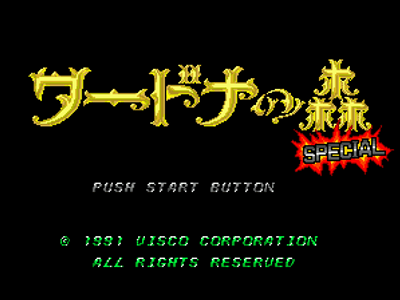 ワードナの森
SPECIAL
PUSH START BUTTON
© 1991 VISCO CORPORATION
ALL RIGHTS RESERVED